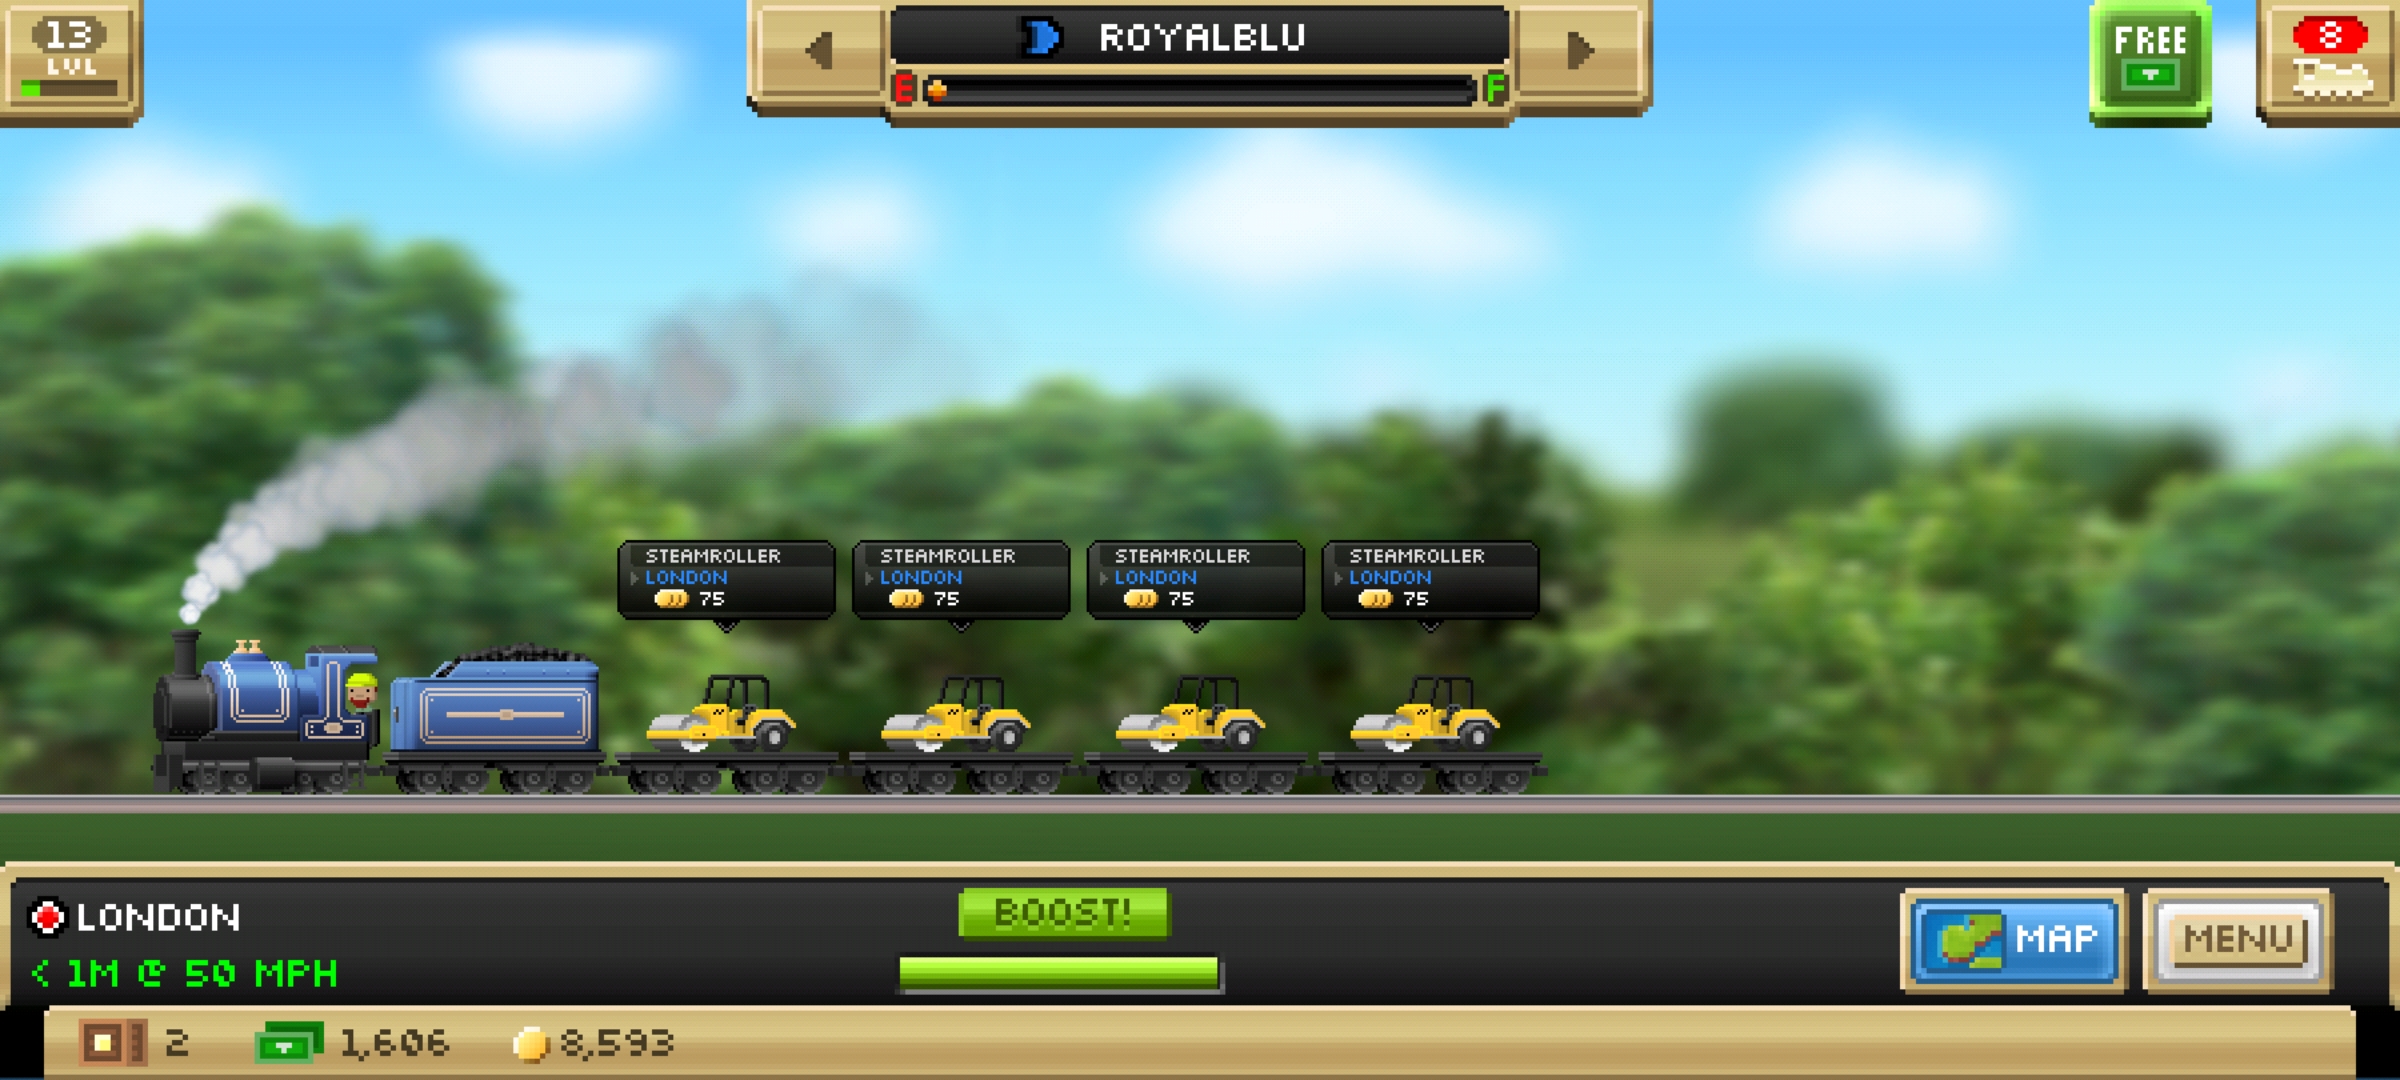 13
LVL
ROYALBLU
E
F
FREE
8
STEAMROLLER
LONDON
75
STEAMROLLER
LONDON
75
STEAMROLLER
LONDON
75
STEAMROLLER
LONDON
75
LONDON
< 1M @ 50 MPH
BOOST!
MAP
MENU
2
1,606
8,593